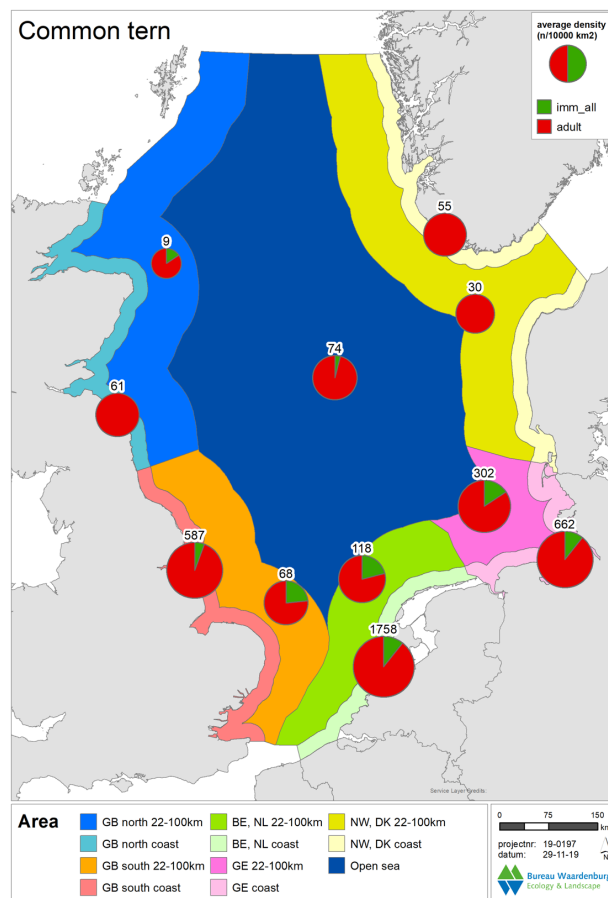 Common tern
average density
(n/10000 km2)
imm_all
adult
55
9
30
74
61
302
587
662
118
68
1758
Service Layer Credits:
Area
GB north 22-100km
BE, NL 22-100km
NW, DK 22-100km
GB north coast
BE, NL coast
NW, DK coast
GB south 22-100km
GE 22-100km
Open sea
GB south coast
GE coast
0 75 150
km
projectnr: 19-0197
datum: 29-11-19
N
Bureau Waardenburg
Ecology & Landscape